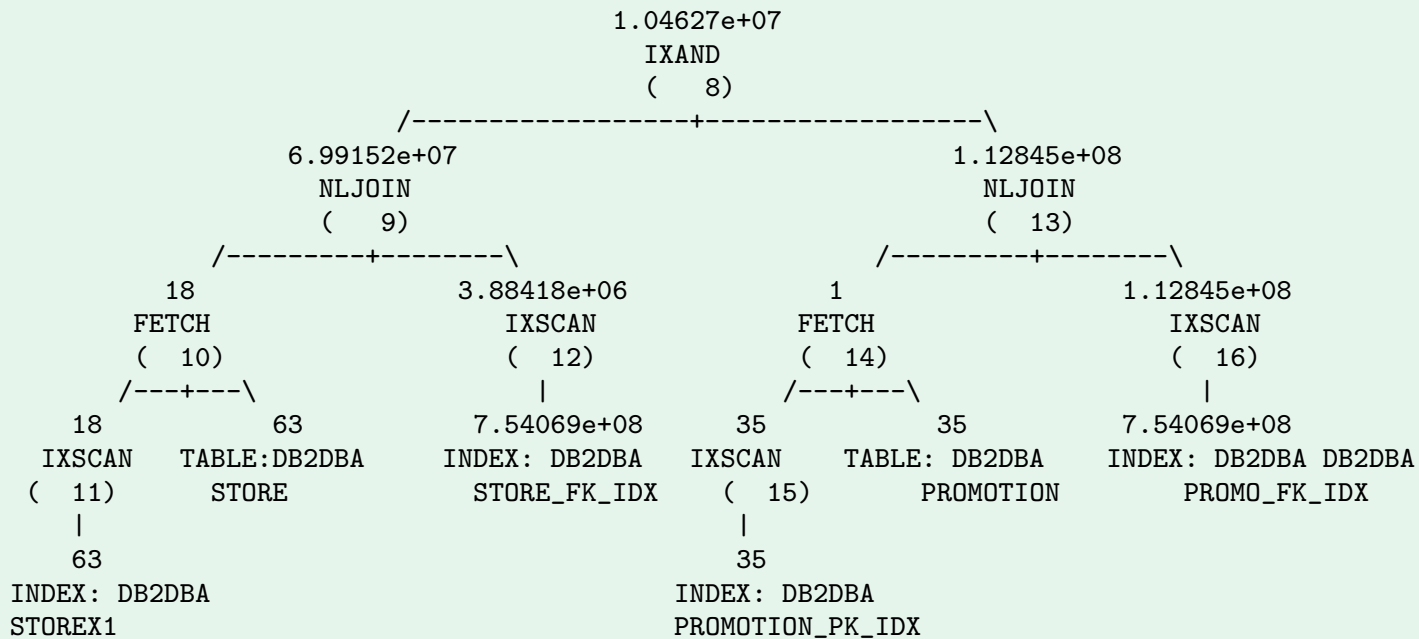 1.04627e+07
IXAND
(   8)
/------------------+------------------\
6.99152e+07                                1.12845e+08
NLJOIN                                  NLJOIN
(   9)                                  (  13)
/---------+--------\                       /---------+--------\
18                 3.88418e+06             1                  1.12845e+08
FETCH                  IXSCAN             FETCH                  IXSCAN
(  10)                 (  12)             (  14)                 (  16)
/---+---\                  |               /---+---\                  |
18           63          7.54069e+08      35           35          7.54069e+08
IXSCAN   TABLE:DB2DBA     INDEX: DB2DBA   IXSCAN   TABLE: DB2DBA    INDEX: DB2DBA DB2DBA
(  11)      STORE          STORE_FK_IDX    (  15)       PROMOTION        PROMO_FK_IDX
|                                          |
63                                         35
INDEX: DB2DBA                              INDEX: DB2DBA
STOREX1                                    PROMOTION_PK_IDX